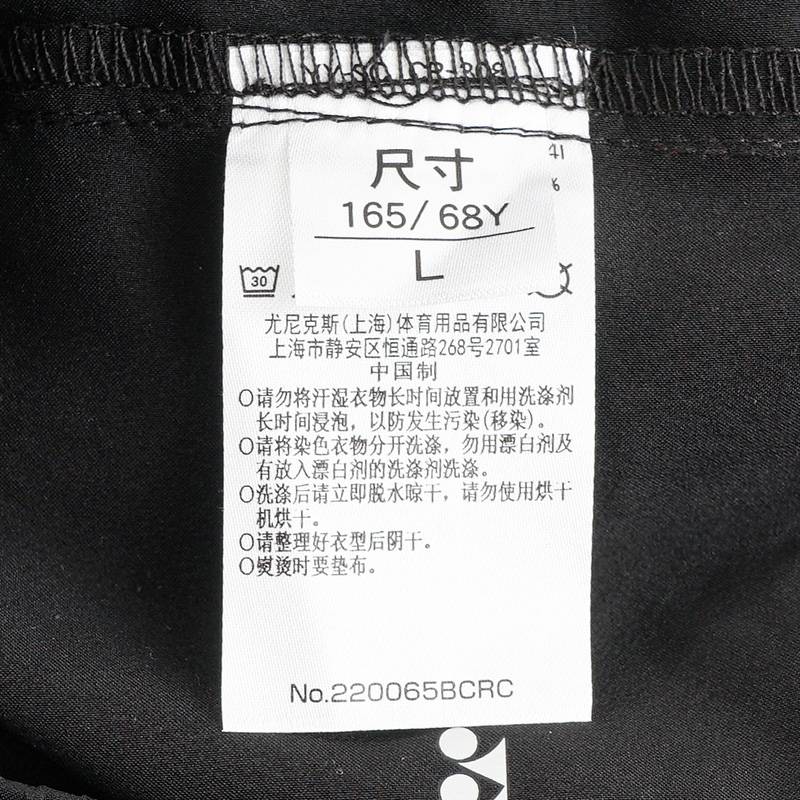 尺寸
165/68Y
L
30
尤尼克斯(上海)体育用品有限公司
上海市静安区恒通路268号2701室
中国制
○请勿将汗湿衣物长时间放置和用洗涤剂
长时间浸泡，以防发生污染(移染)。
○请将染色衣物分开洗涤，勿用漂白剂及
有放入漂白剂的洗涤剂洗涤。
○洗涤后请立即脱水晾干，请勿使用烘干
机烘干。
○请整理好衣型后阴干。
○熨烫时要垫布。
No.220065BCRC